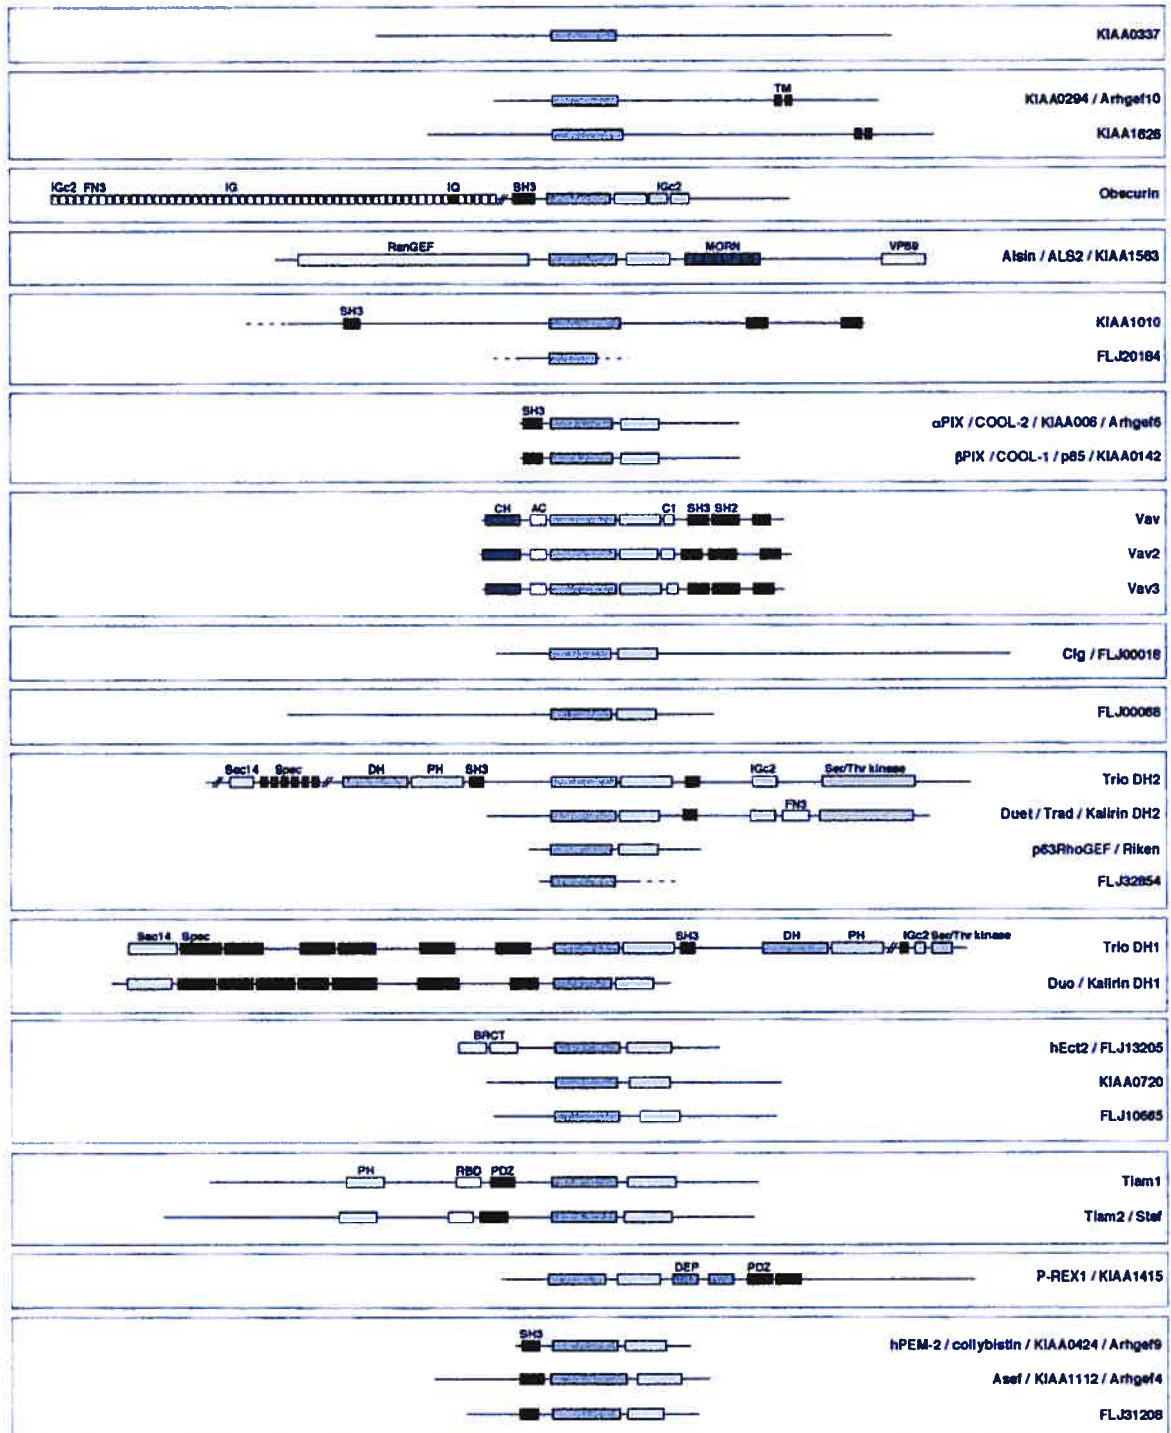 KIAA0337
TM
KIAA0294 / Arhgef10
KIAA1626
IGc2 FN3 IG IQ SH3 IGc2
Obscurin
RanGEF MORN VPS9
Alsin / ALS2 / KIAA1563
SH3
KIAA1010
FLJ20184
SH3
αPIX / COOL-2 / KIAA006 / Arhgef6
βPIX / COOL-1 / p85 / KIAA0142
CH AC C1 SH3 SH2
Vav
Vav2
Vav3
Clg / FLJ00018
FLJ00068
Sec14 Spec DH PH SH3 IGc2 Ser/Thr kinase
Trio DH2
FN3
Duet / Trad / Kalirin DH2
p63RhoGEF / Riken
FLJ32854
Sec14 Spec SH3 DH PH IGc2 Ser/Thr kinase
Trio DH1
Duo / Kalirin DH1
BRCT
hEct2 / FLJ13205
KIAA0720
FLJ10665
PH RBD PDZ
Tiam1
Tiam2 / Stef
DEP PDZ
P-REX1 / KIAA1415
SH3
hPEM-2 / collybistin / KIAA0424 / Arhgef9
Asef / KIAA1112 / Arhgef4
FLJ31208